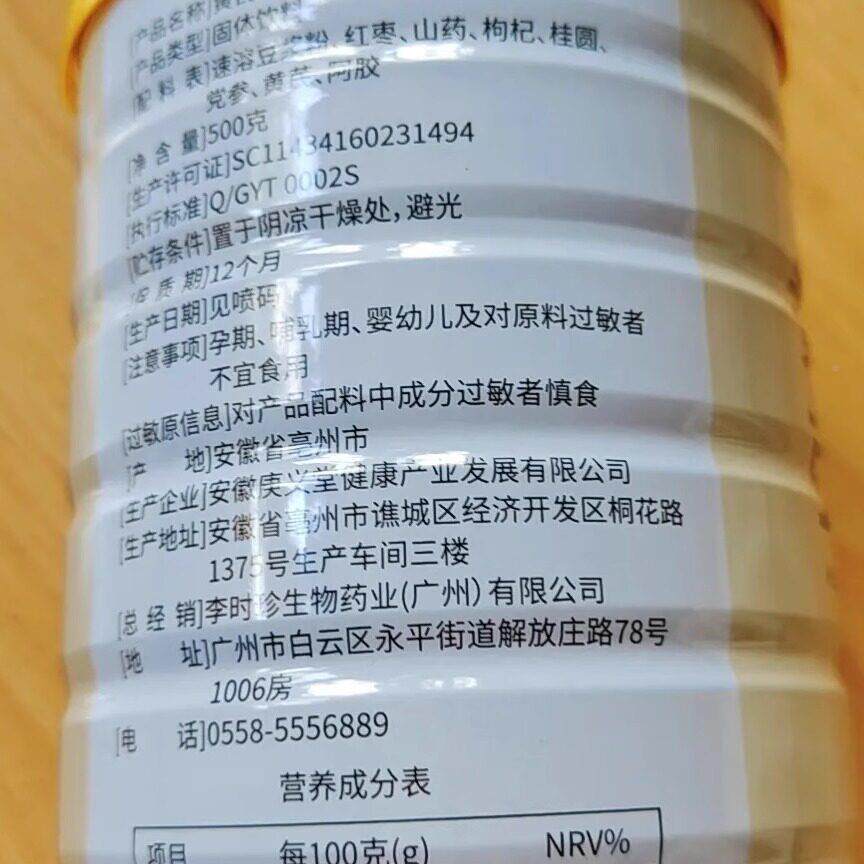 [产品名称]黄芪
[产品类型]固体饮料
[配 料 表]速溶豆浆粉、红枣、山药、枸杞、桂圆、
党参、黄芪、阿胶
[净 含 量]500克
[生产许可证]SC11434160231494
[执行标准]Q/GYT 0002S
[贮存条件]置于阴凉干燥处,避光
[保 质 期]12个月
[生产日期]见喷码
[注意事项]孕期、哺乳期、婴幼儿及对原料过敏者
不宜食用
[过敏原信息]对产品配料中成分过敏者慎食
[产 地]安徽省亳州市
[生产企业]安徽庚义堂健康产业发展有限公司
[生产地址]安徽省亳州市谯城区经济开发区桐花路
1375号生产车间三楼
[总 经 销]李时珍生物药业(广州)有限公司
[地 址]广州市白云区永平街道解放庄路78号
1006房
[电 话]0558-5556889
营养成分表
项目 每100克(g) NRV%